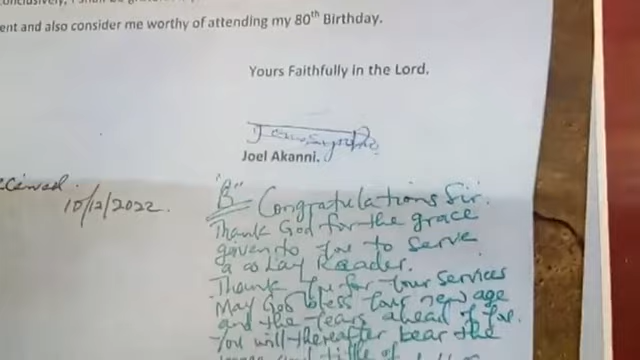 ent and also consider me worthy of attending my 80th Birthday.
Yours Faithfully in the Lord.
Joel Akanni.
10/12/2022.
"B" Congratulations Sir.
Thank God for the grace
given to you to serve
a as Lay Reader.
Thank you for your services
May God bless your new age
and the years ahead of you.
You will thereafter bear the